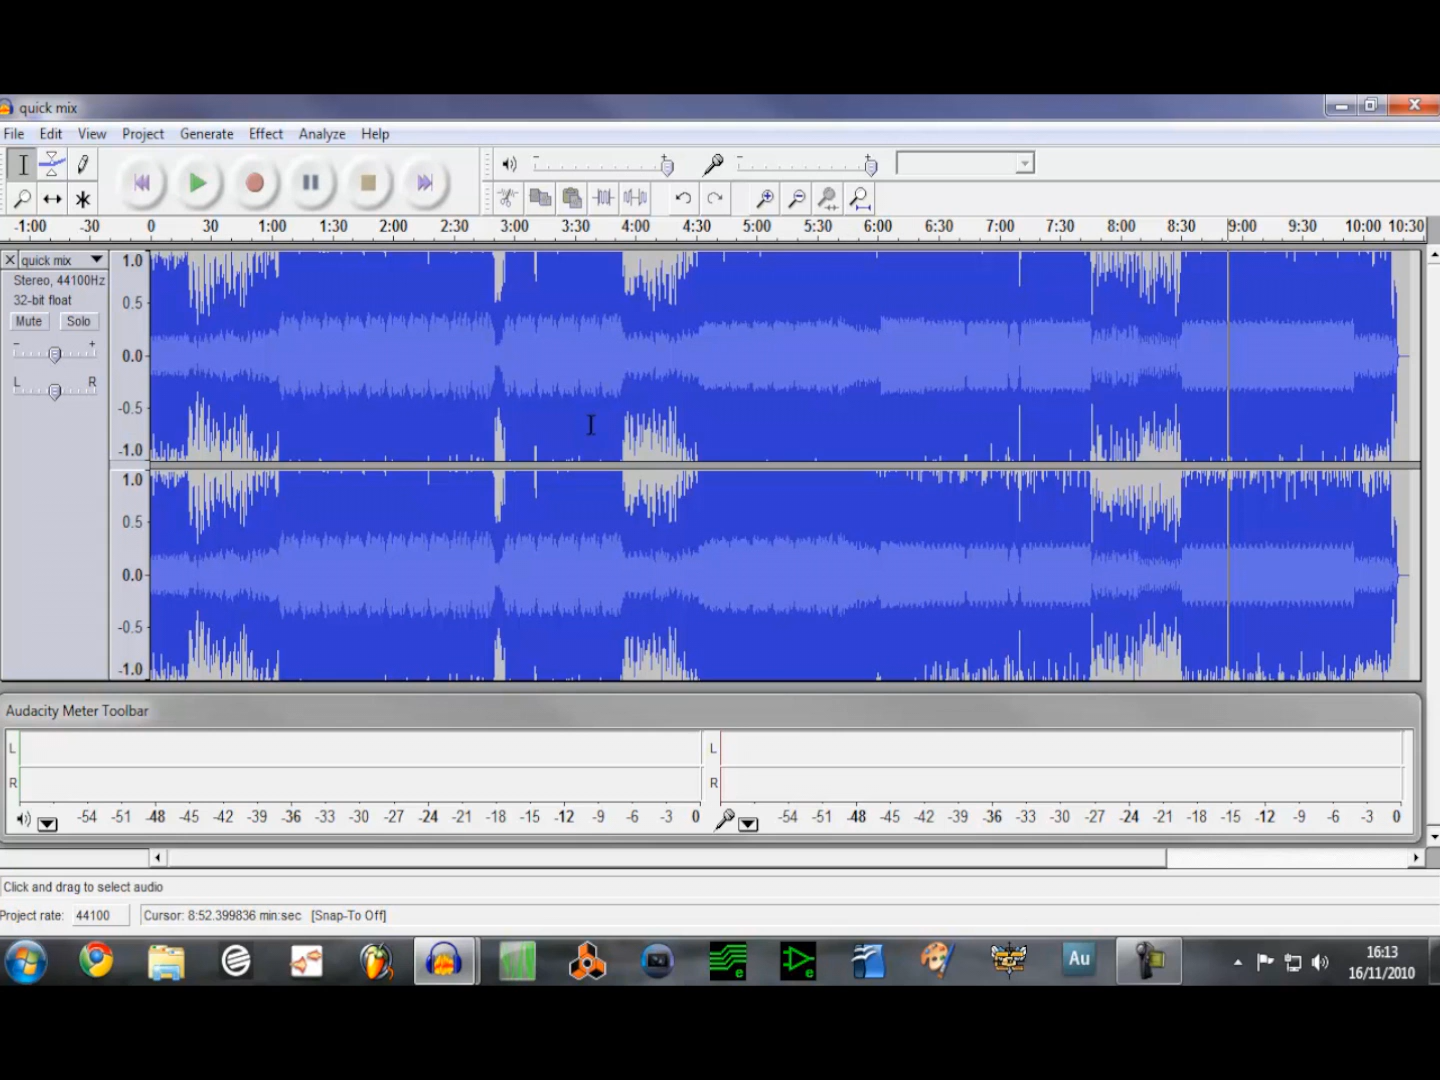 quick mix
File Edit View Project Generate Effect Analyze Help
-1:00 -30 0 30 1:00 1:30 2:00 2:30 3:00 3:30 4:00 4:30 5:00 5:30 6:00 6:30 7:00 7:30 8:00 8:30 9:00 9:30 10:00 10:30
quick mix
Stereo, 44100Hz
32-bit float
Mute Solo
- +
L R
1.0
0.5
0.0
-0.5
-1.0
1.0
0.5
0.0
-0.5
-1.0
Audacity Meter Toolbar
L L
R R
-54 -51 -48 -45 -42 -39 -36 -33 -30 -27 -24 -21 -18 -15 -12 -9 -6 -3 0 -54 -51 -48 -45 -42 -39 -36 -33 -30 -27 -24 -21 -18 -15 -12 -9 -6 -3 0
Click and drag to select audio
Project rate: 44100 Cursor: 8:52.399836 min:sec [Snap-To Off]
e e Au
16:13
16/11/2010